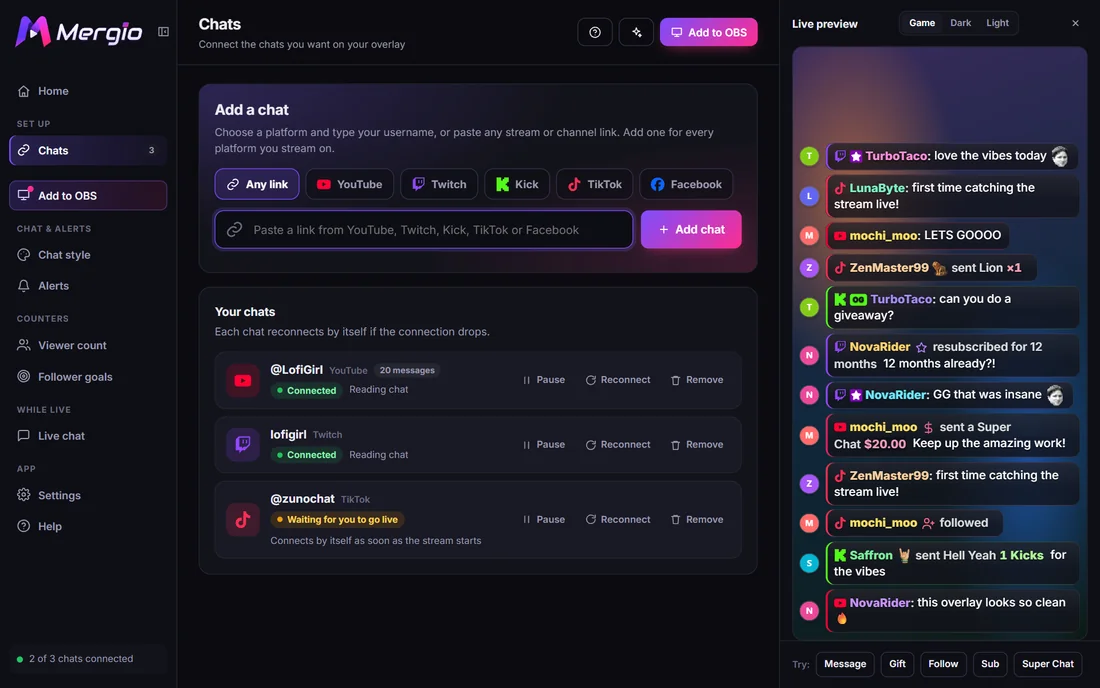 Mergio
Home
SET UP
Chats 3
Add to OBS
CHAT & ALERTS
Chat style
Alerts
COUNTERS
Viewer count
Follower goals
WHILE LIVE
Live chat
APP
Settings
Help
2 of 3 chats connected
Chats
Connect the chats you want on your overlay
Add to OBS
Add a chat
Choose a platform and type your username, or paste any stream or channel link. Add one for every
platform you stream on.
Any link YouTube Twitch Kick TikTok Facebook
Paste a link from YouTube, Twitch, Kick, TikTok or Facebook
+ Add chat
Your chats
Each chat reconnects by itself if the connection drops.
@LofiGirl YouTube 20 messages
Connected Reading chat
Pause Reconnect Remove
lofigirl Twitch
Connected Reading chat
Pause Reconnect Remove
@zunochat TikTok
Waiting for you to go live
Connects by itself as soon as the stream starts
Pause Reconnect Remove
Live preview Game Dark Light
T TurboTaco: love the vibes today
L LunaByte: first time catching the
stream live!
M mochi_moo: LETS GOOOO
Z ZenMaster99 sent Lion ×1
T TurboTaco: can you do a
giveaway?
N NovaRider resubscribed for 12
months 12 months already?!
N NovaRider: GG that was insane
M mochi_moo sent a Super
Chat $20.00 Keep up the amazing work!
Z ZenMaster99: first time catching the
stream live!
M mochi_moo followed
S Saffron sent Hell Yeah 1 Kicks for
the vibes
N NovaRider: this overlay looks so clean
Try: Message Gift Follow Sub Super Chat